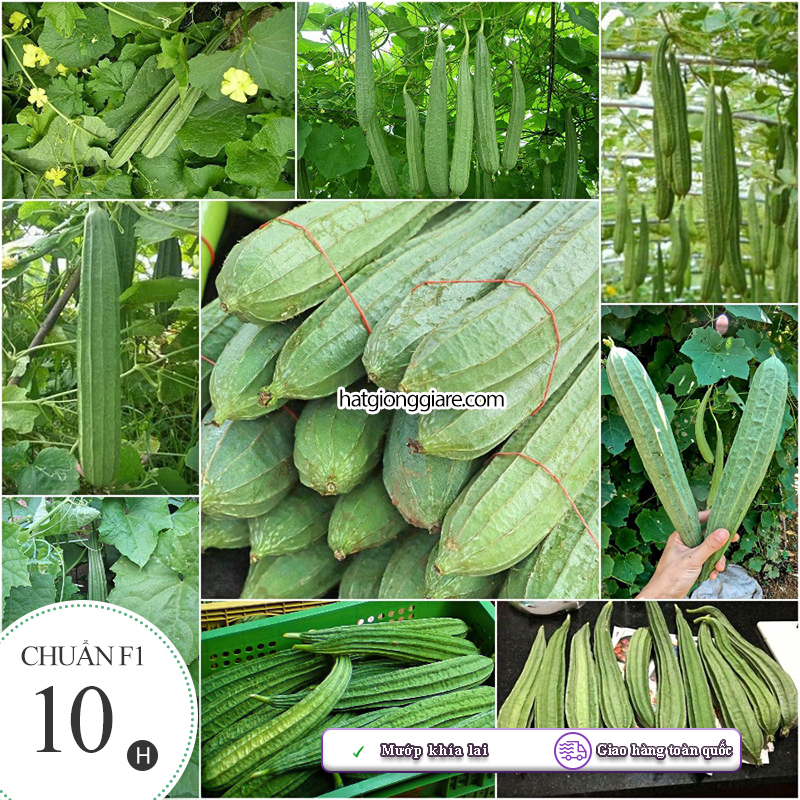 hatgionggiare.com
CHUẨN F1
10
H
Mướp khía lai
Giao hàng toàn quốc